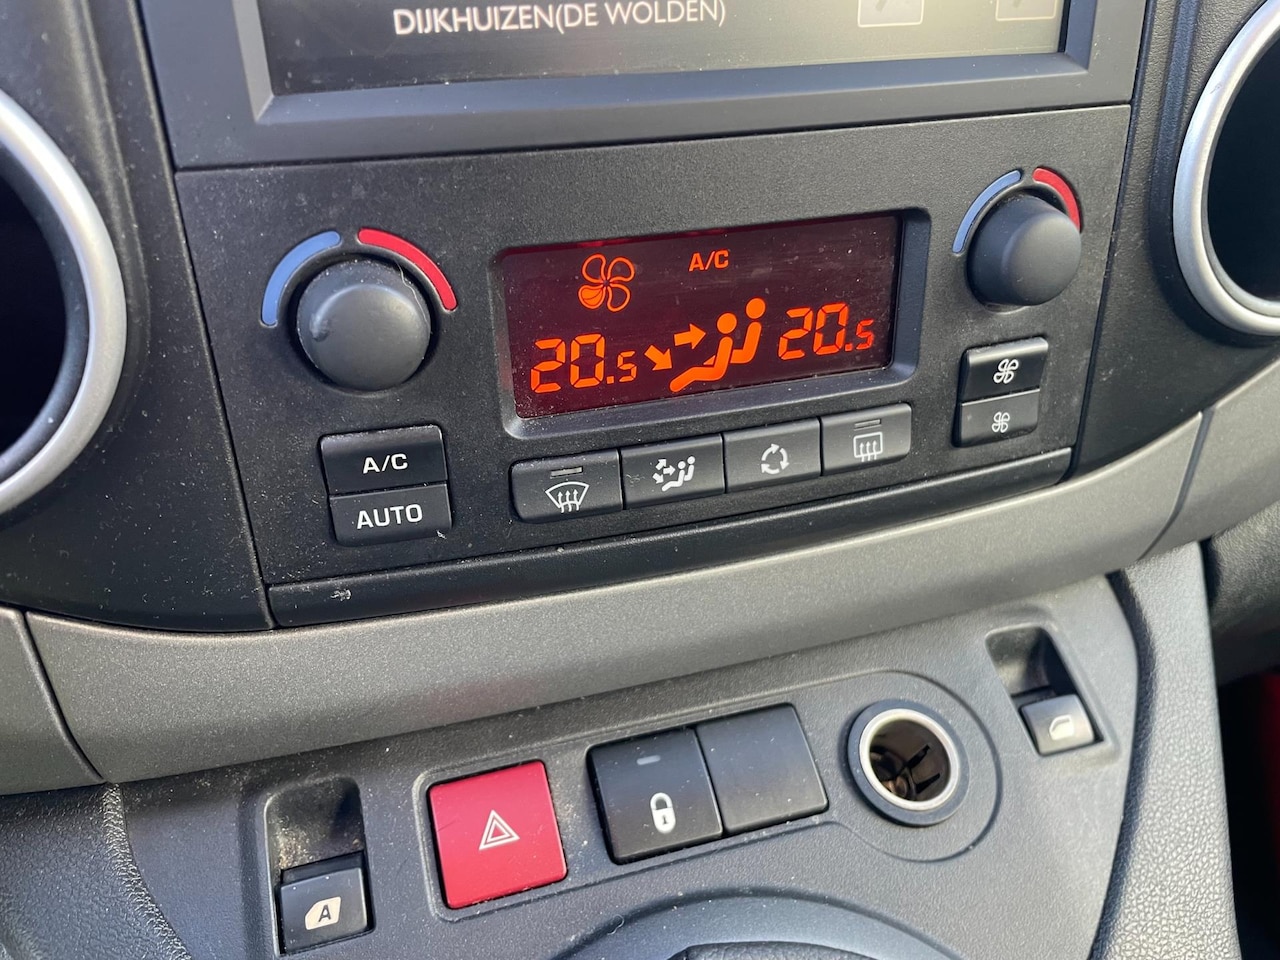 DIJKHUIZEN(DE WOLDEN)
A/C
20.5 20.5
A/C
AUTO
A